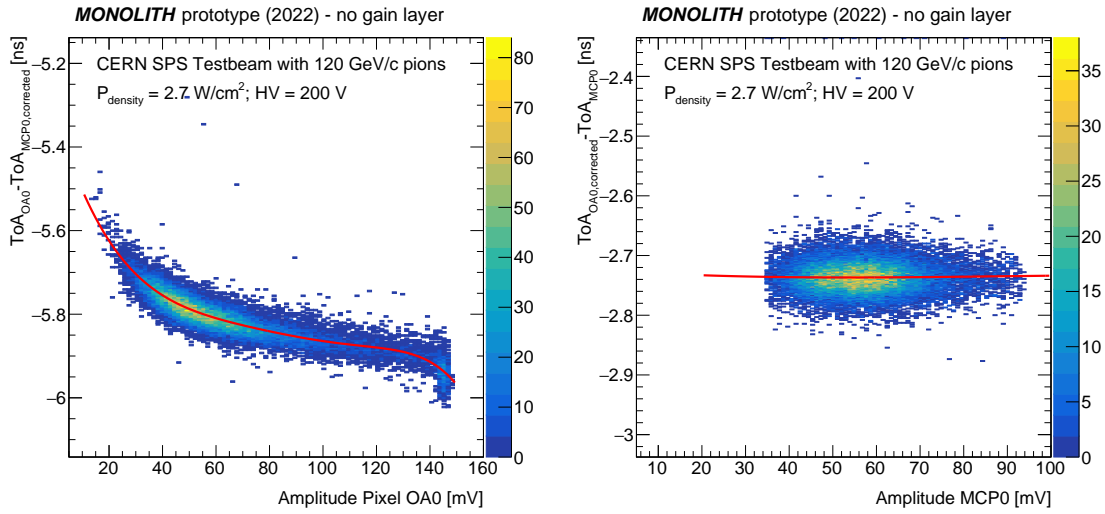 MONOLITH prototype (2022) - no gain layer
CERN SPS Testbeam with 120 GeV/c pions
P_density = 2.7 W/cm²; HV = 200 V
ToA_OA0-ToA_MCP0,corrected [ns]
−5.2
−5.4
−5.6
−5.8
−6
20 40 60 80 100 120 140 160
Amplitude Pixel OA0 [mV]
80
70
60
50
40
30
20
10
0
MONOLITH prototype (2022) - no gain layer
CERN SPS Testbeam with 120 GeV/c pions
P_density = 2.7 W/cm²; HV = 200 V
ToA_OA0,corrected-ToA_MCP0 [ns]
−2.4
−2.5
−2.6
−2.7
−2.8
−2.9
−3
10 20 30 40 50 60 70 80 90 100
Amplitude MCP0 [mV]
35
30
25
20
15
10
5
0